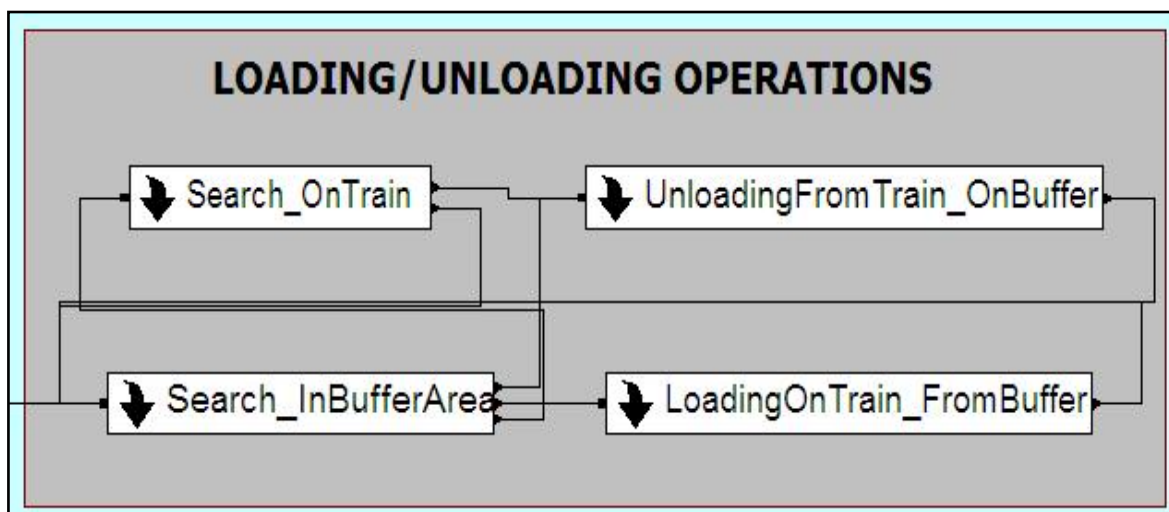 LOADING/UNLOADING OPERATIONS
Search_OnTrain
UnloadingFromTrain_OnBuffer
Search_InBufferArea
LoadingOnTrain_FromBuffer